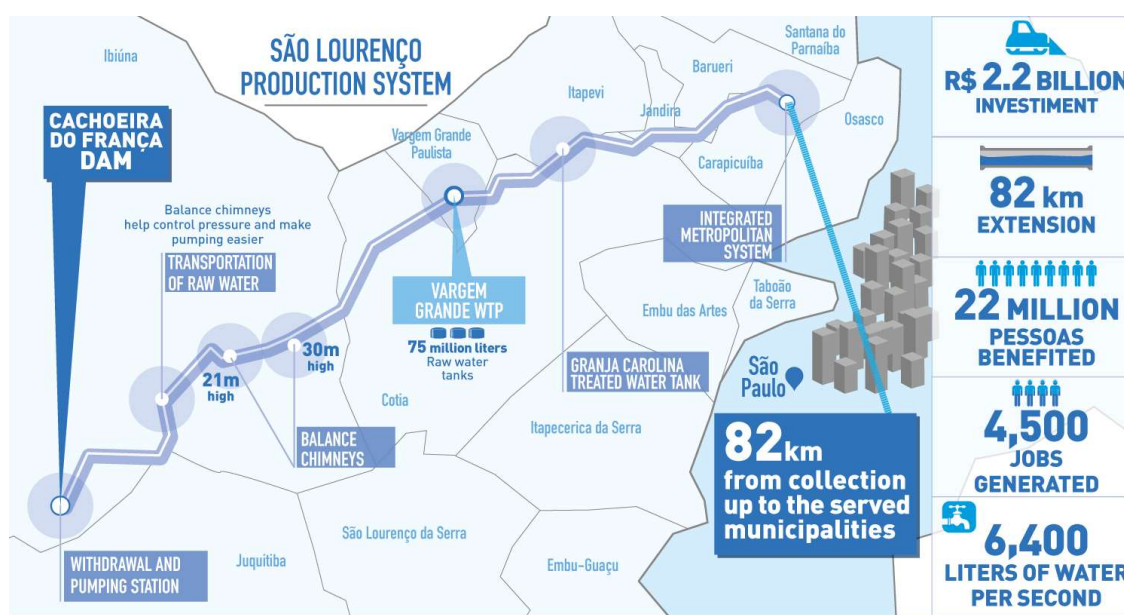 SÃO LOURENÇO
PRODUCTION SYSTEM
Ibiúna
CACHOEIRA
DO FRANÇA
DAM
Balance chimneys
help control pressure and make
pumping easier
TRANSPORTATION
OF RAW WATER
21m
high
30m
high
BALANCE
CHIMNEYS
WITHDRAWAL AND
PUMPING STATION
Juquitiba
São Lourenço da Serra
Cotia
Vargem Grande
Paulista
VARGEM
GRANDE WTP
75 million liters
Raw water
tanks
Itapevi
Jandira
Barueri
Santana do
Parnaíba
Osasco
Carapicuíba
INTEGRATED
METROPOLITAN
SYSTEM
Taboão
da Serra
Embu das Artes
GRANJA CAROLINA
TREATED WATER TANK
Itapecerica da Serra
Embu-Guaçu
São
Paulo
82km
from collection
up to the served
municipalities
R$ 2.2 BILLION
INVESTIMENT
82 km
EXTENSION
22 MILLION
PESSOAS
BENEFITED
4,500
JOBS
GENERATED
6,400
LITERS OF WATER
PER SECOND